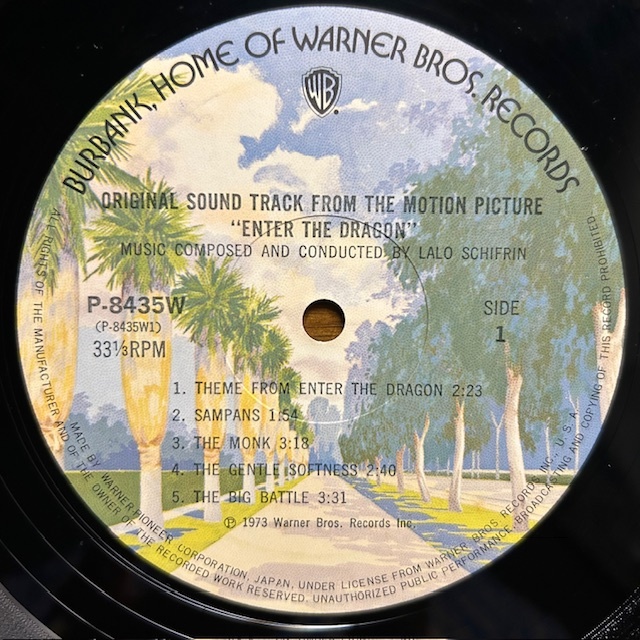 BURBANK, HOME OF WARNER BROS. RECORDS
WB
ORIGINAL SOUND TRACK FROM THE MOTION PICTURE
"ENTER THE DRAGON"
MUSIC COMPOSED AND CONDUCTED BY LALO SCHIFRIN
P-8435W
(P-8435W1)
33⅓RPM
SIDE
1
1. THEME FROM ENTER THE DRAGON 2:23
2. SAMPANS 1:54
3. THE MONK 3:18
4. THE GENTLE SOFTNESS 2:40
5. THE BIG BATTLE 3:31
Ⓟ 1973 Warner Bros. Records Inc.
MADE BY WARNER-PIONEER CORPORATION, JAPAN, UNDER LICENSE FROM WARNER BROS. RECORDS INC., U.S.A.
ALL RIGHTS OF THE MANUFACTURER AND OF THE OWNER OF THE RECORDED WORK RESERVED. UNAUTHORIZED PUBLIC PERFORMANCE, BROADCASTING AND COPYING OF THIS RECORD PROHIBITED.